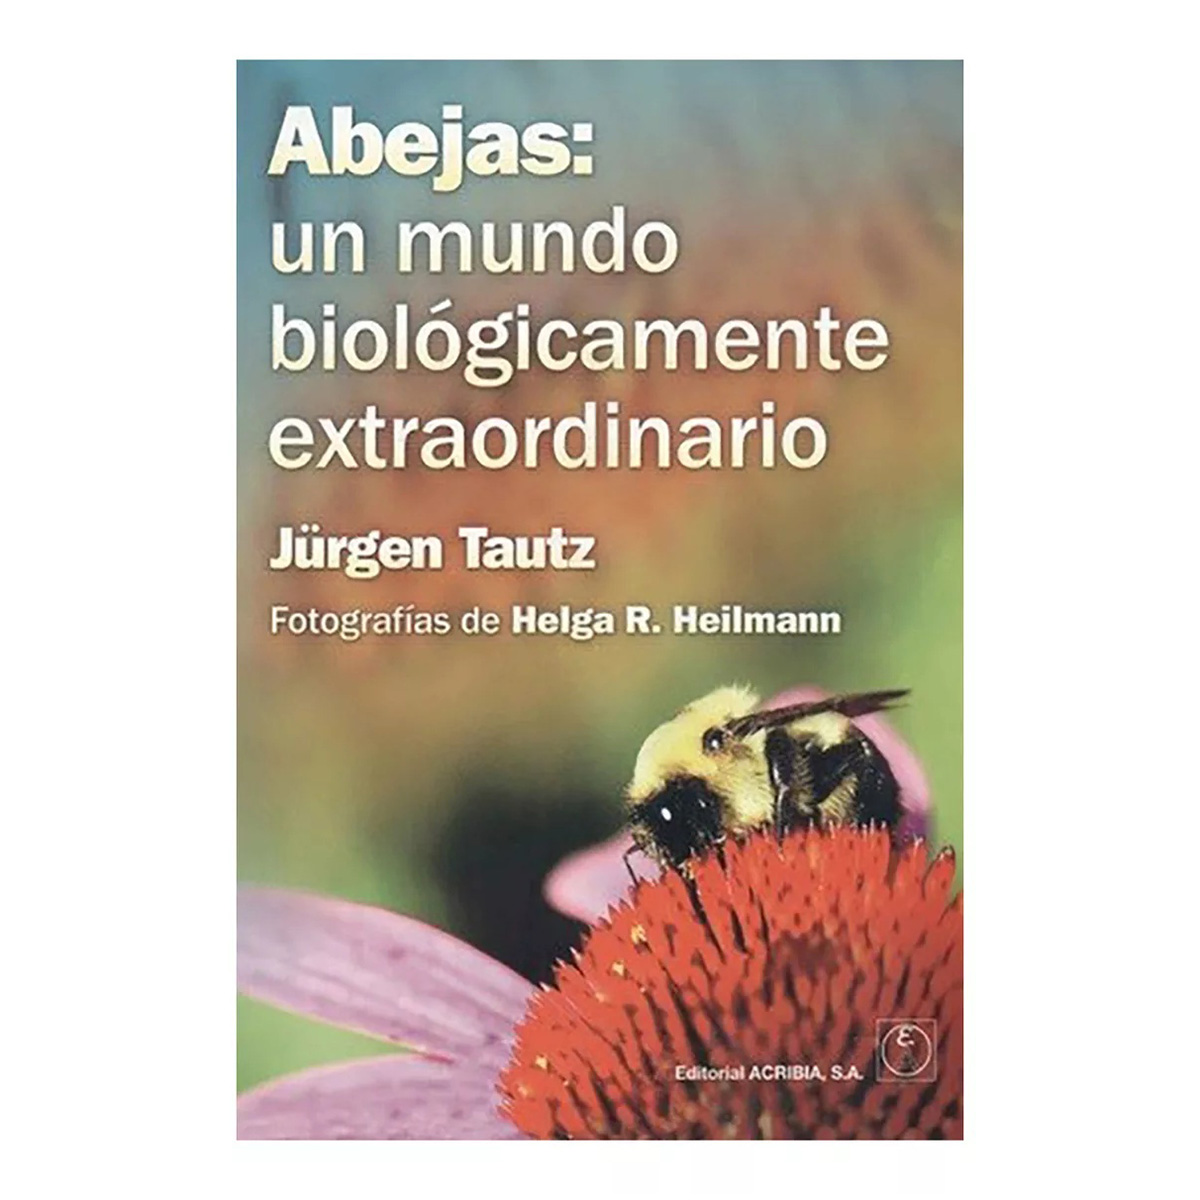 Abejas:
un mundo
biológicamente
extraordinario
Jürgen Tautz
Fotografías de Helga R. Heilmann
Editorial ACRIBIA, S.A.